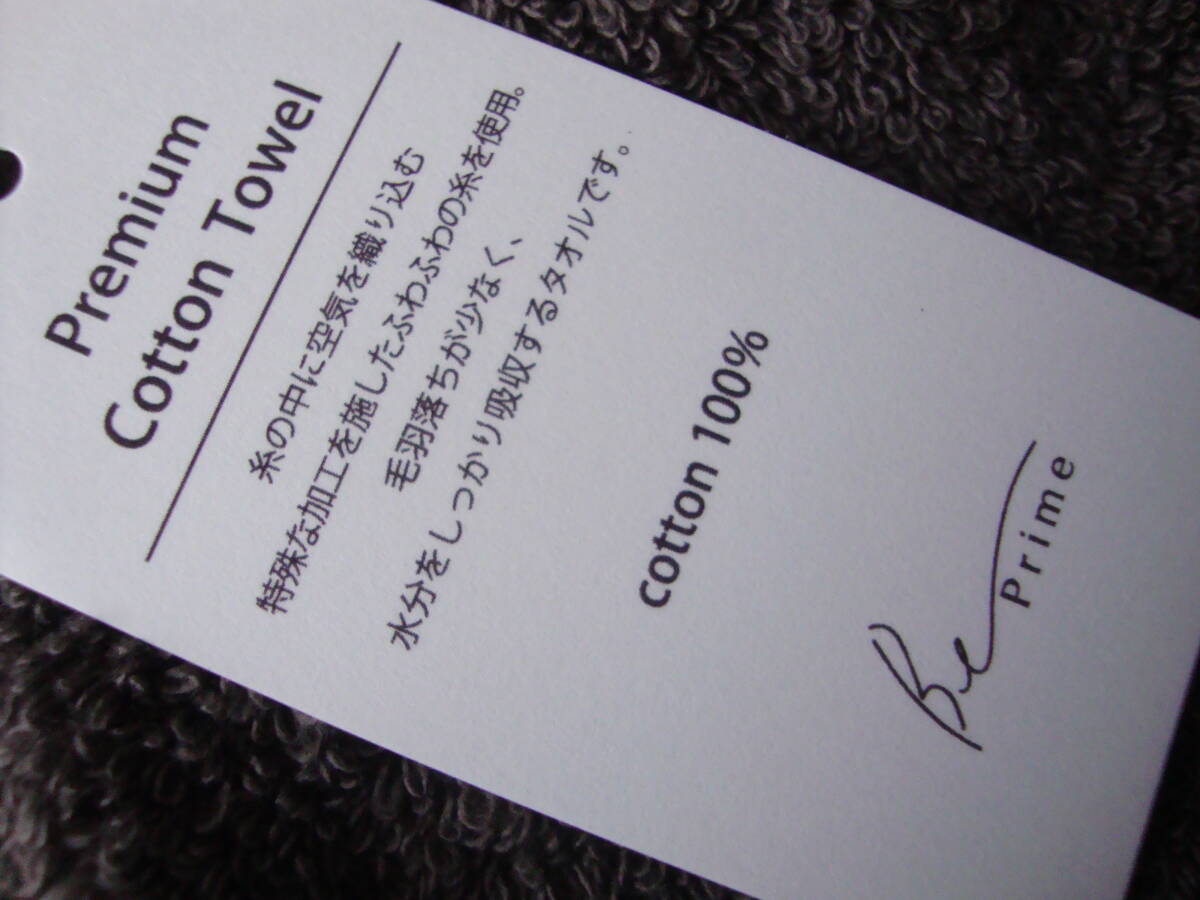 Premium
Cotton Towel
糸の中に空気を織り込む
特殊な加工を施したふわふわの糸を使用。
毛羽落ちが少なく、
水分をしっかり吸収するタオルです。
cotton 100%
Be
Prime